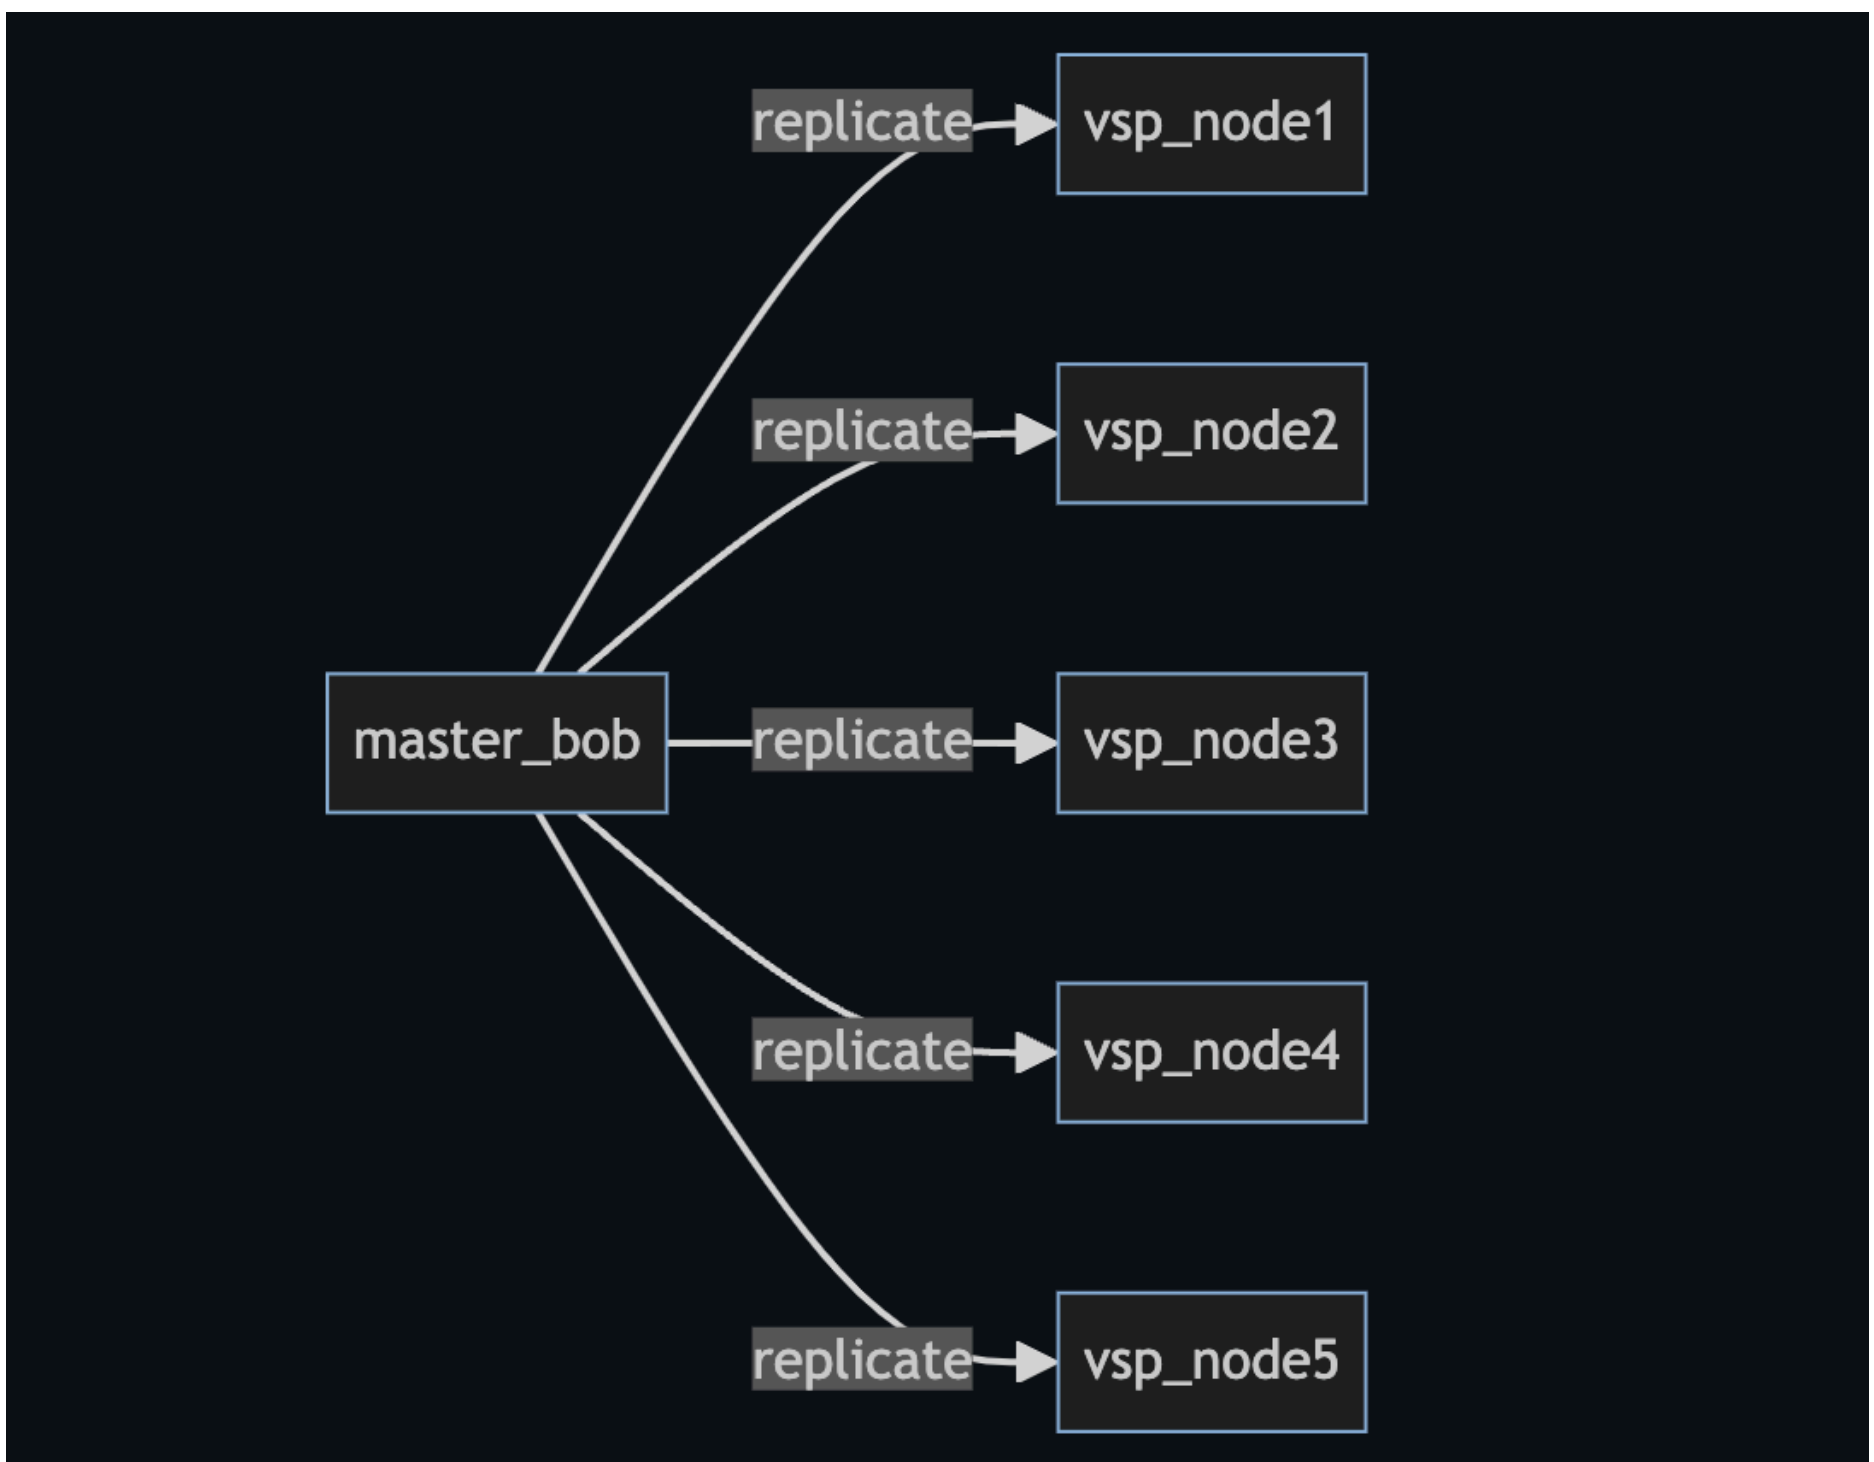 replicate
vsp_node1
replicate
vsp_node2
master_bob
replicate
vsp_node3
replicate
vsp_node4
replicate
vsp_node5